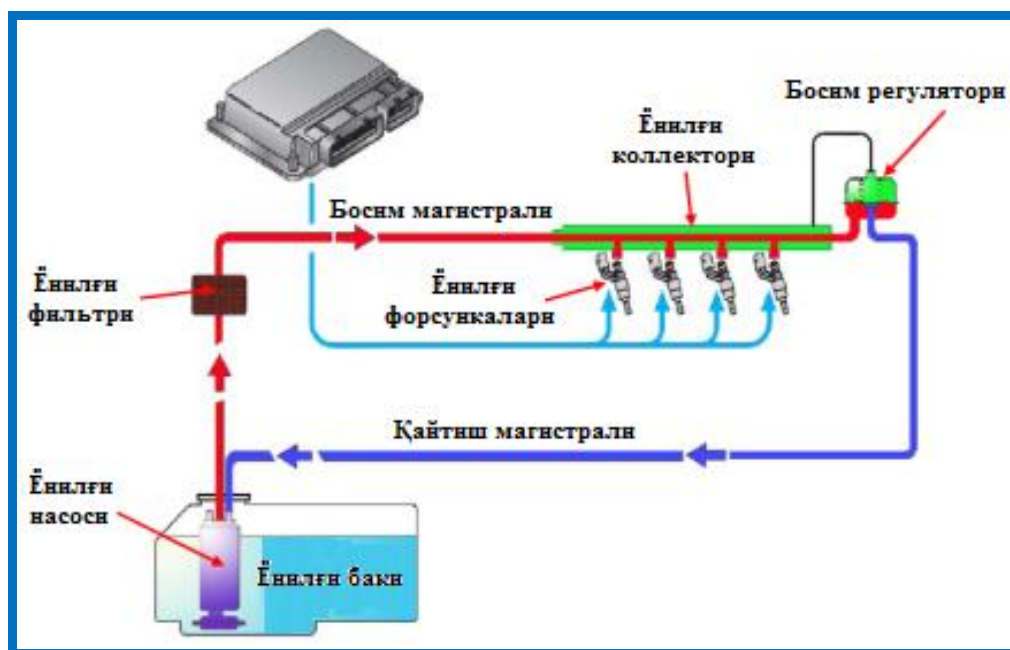 Босим регулятори
Ёнилғи
коллектори
Босим магистрали
Ёнилғи
фильтри
Ёнилғи
форсункалари
Қайтиш магистрали
Ёнилғи
насоси
Ёнилғи баки